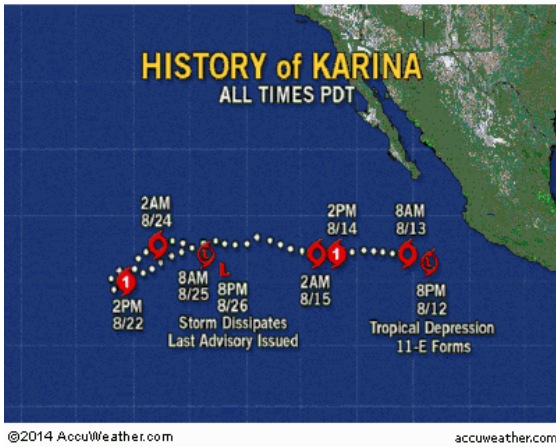 HISTORY of KARINA
ALL TIMES PDT
2AM
8/24
2PM
8/14
8AM
8/13
1
1
L
L
8AM
8/25
L
8PM
8/26
2AM
8/15
8PM
8/12
2PM
8/22
Storm Dissipates
Last Advisory Issued
Tropical Depression
11-E Forms
©2014 AccuWeather.com
accuweather.com